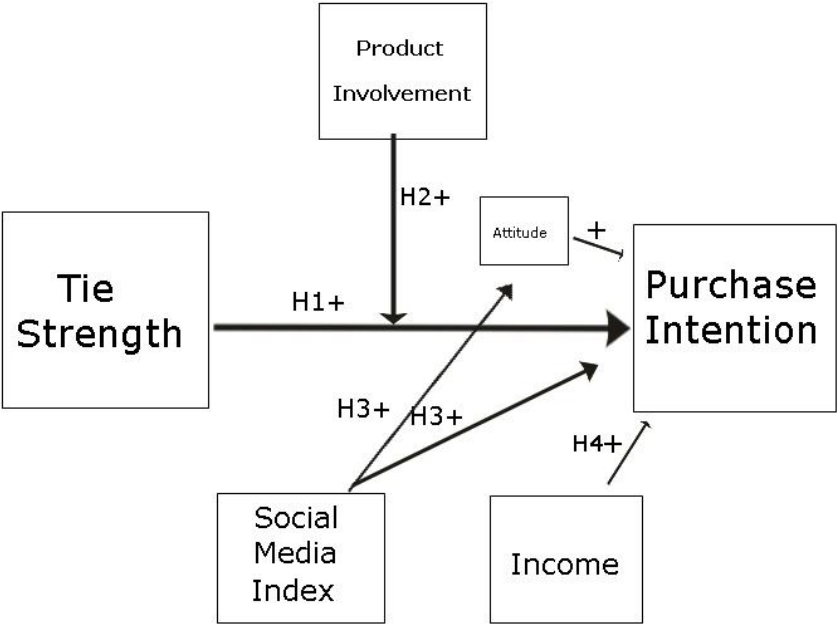 Product
Involvement
H2+
Attitude
+
Tie
Strength
H1+
Purchase
Intention
H3+
H3+
H4+
Social
Media
Index
Income